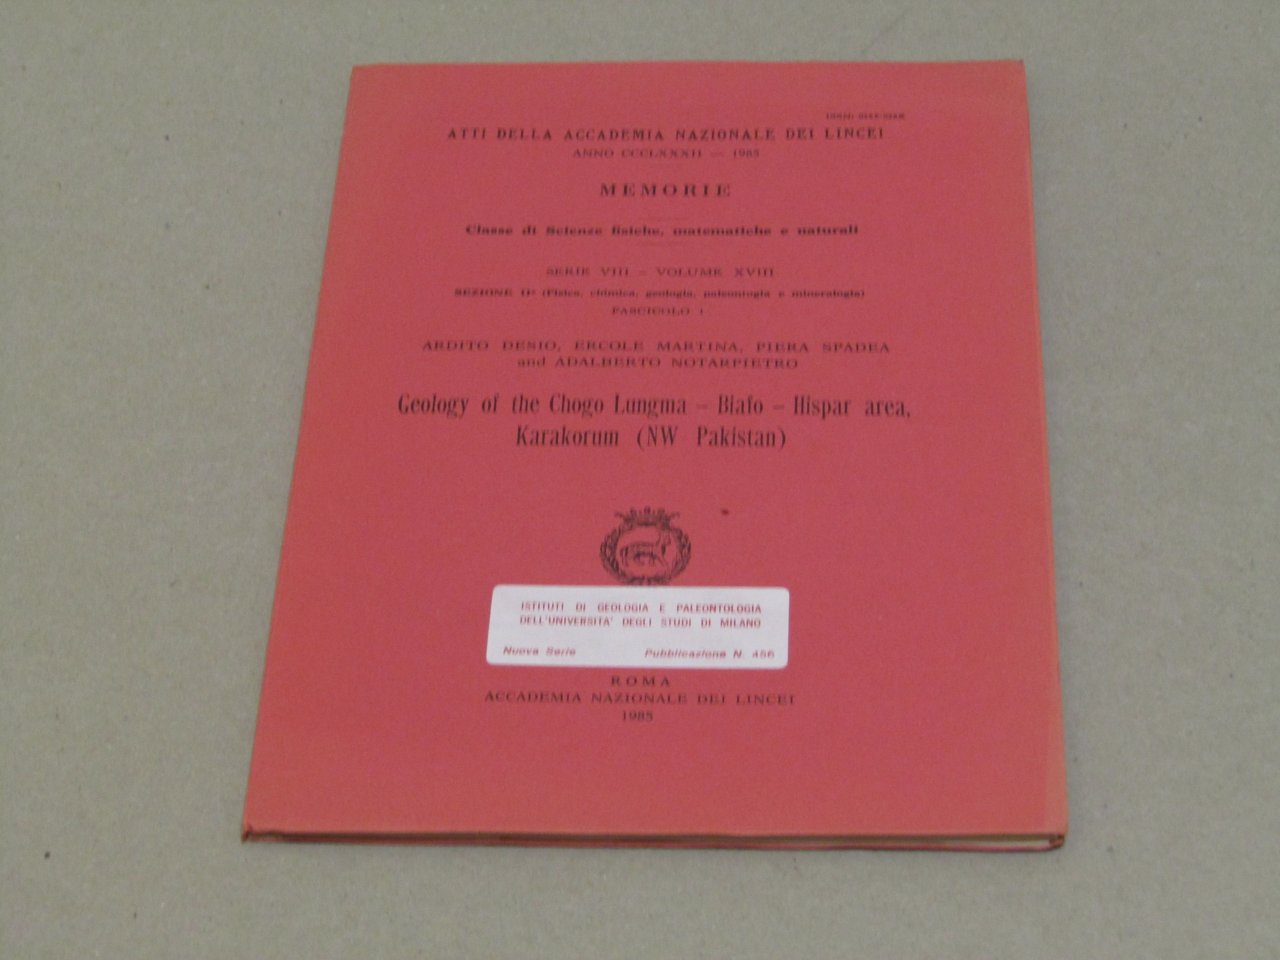 ATTI DELLA ACCADEMIA NAZIONALE DEI LINCEI
ANNO CCCLXXXII — 1985
MEMORIE
Classe di Scienze fisiche, matematiche e naturali
SERIE VIII – VOLUME XVIII
SEZIONE IIª (Fisica, chimica, geologia, paleontologia e mineralogia)
FASCICOLO 1
ARDITO DESIO, ERCOLE MARTINA, PIERA SPADEA
and ADALBERTO NOTARPIETRO
Geology of the Chogo Lungma – Biafo – Hispar area,
Karakorum (NW Pakistan)
ISTITUTI DI GEOLOGIA E PALEONTOLOGIA
DELL'UNIVERSITA' DEGLI STUDI DI MILANO
Nuova Serie Pubblicazione N. 456
ROMA
ACCADEMIA NAZIONALE DEI LINCEI
1985